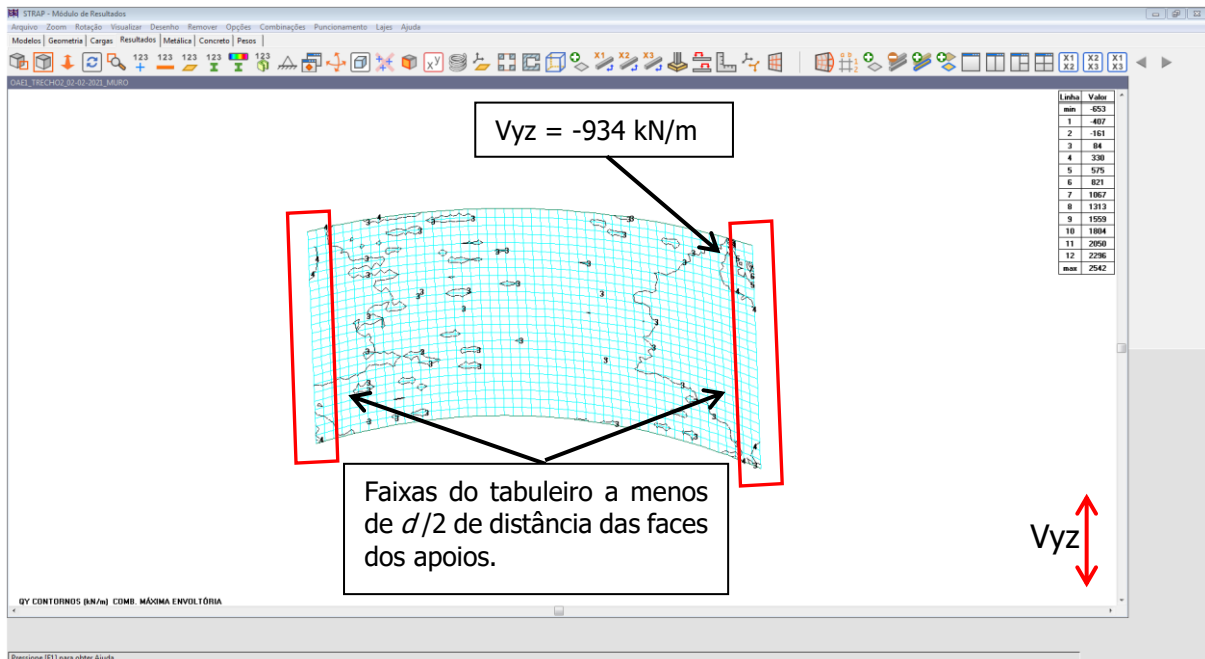 STRAP - Módulo de Resultados
Arquivo Zoom Rotação Visualizar Desenho Remover Opções Combinações Puncionamento Lajes Ajuda
Modelos Geometria Cargas Resultados Metálica Concreto Pesos
OAE1_TRECHO2_02-02-2021_MURO
Linha Valor
min -653
1 -407
2 -161
3 84
4 330
5 575
6 821
7 1067
8 1313
9 1559
10 1804
11 2050
12 2296
max 2542
Vyz = -934 kN/m
Faixas do tabuleiro a menos
de d/2 de distância das faces
dos apoios.
Vyz
QY CONTORNOS (kN/m) COMB. MÁXIMA ENVOLTÓRIA
Pressione [F1] para obter Ajuda